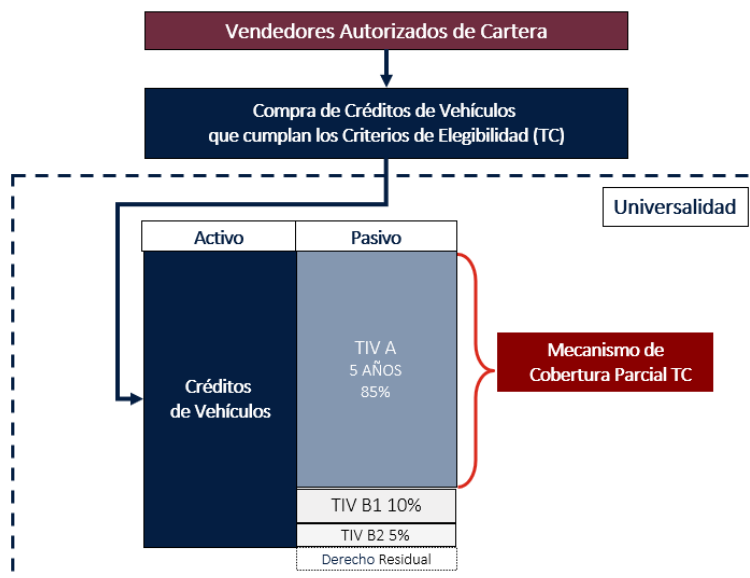 Vendedores Autorizados de Cartera
Compra de Créditos de Vehículos
que cumplan los Criterios de Elegibilidad (TC)
Universalidad
Activo
Pasivo
Créditos
de Vehículos
TIV A
5 AÑOS
85%
Mecanismo de
Cobertura Parcial TC
TIV B1 10%
TIV B2 5%
Derecho Residual